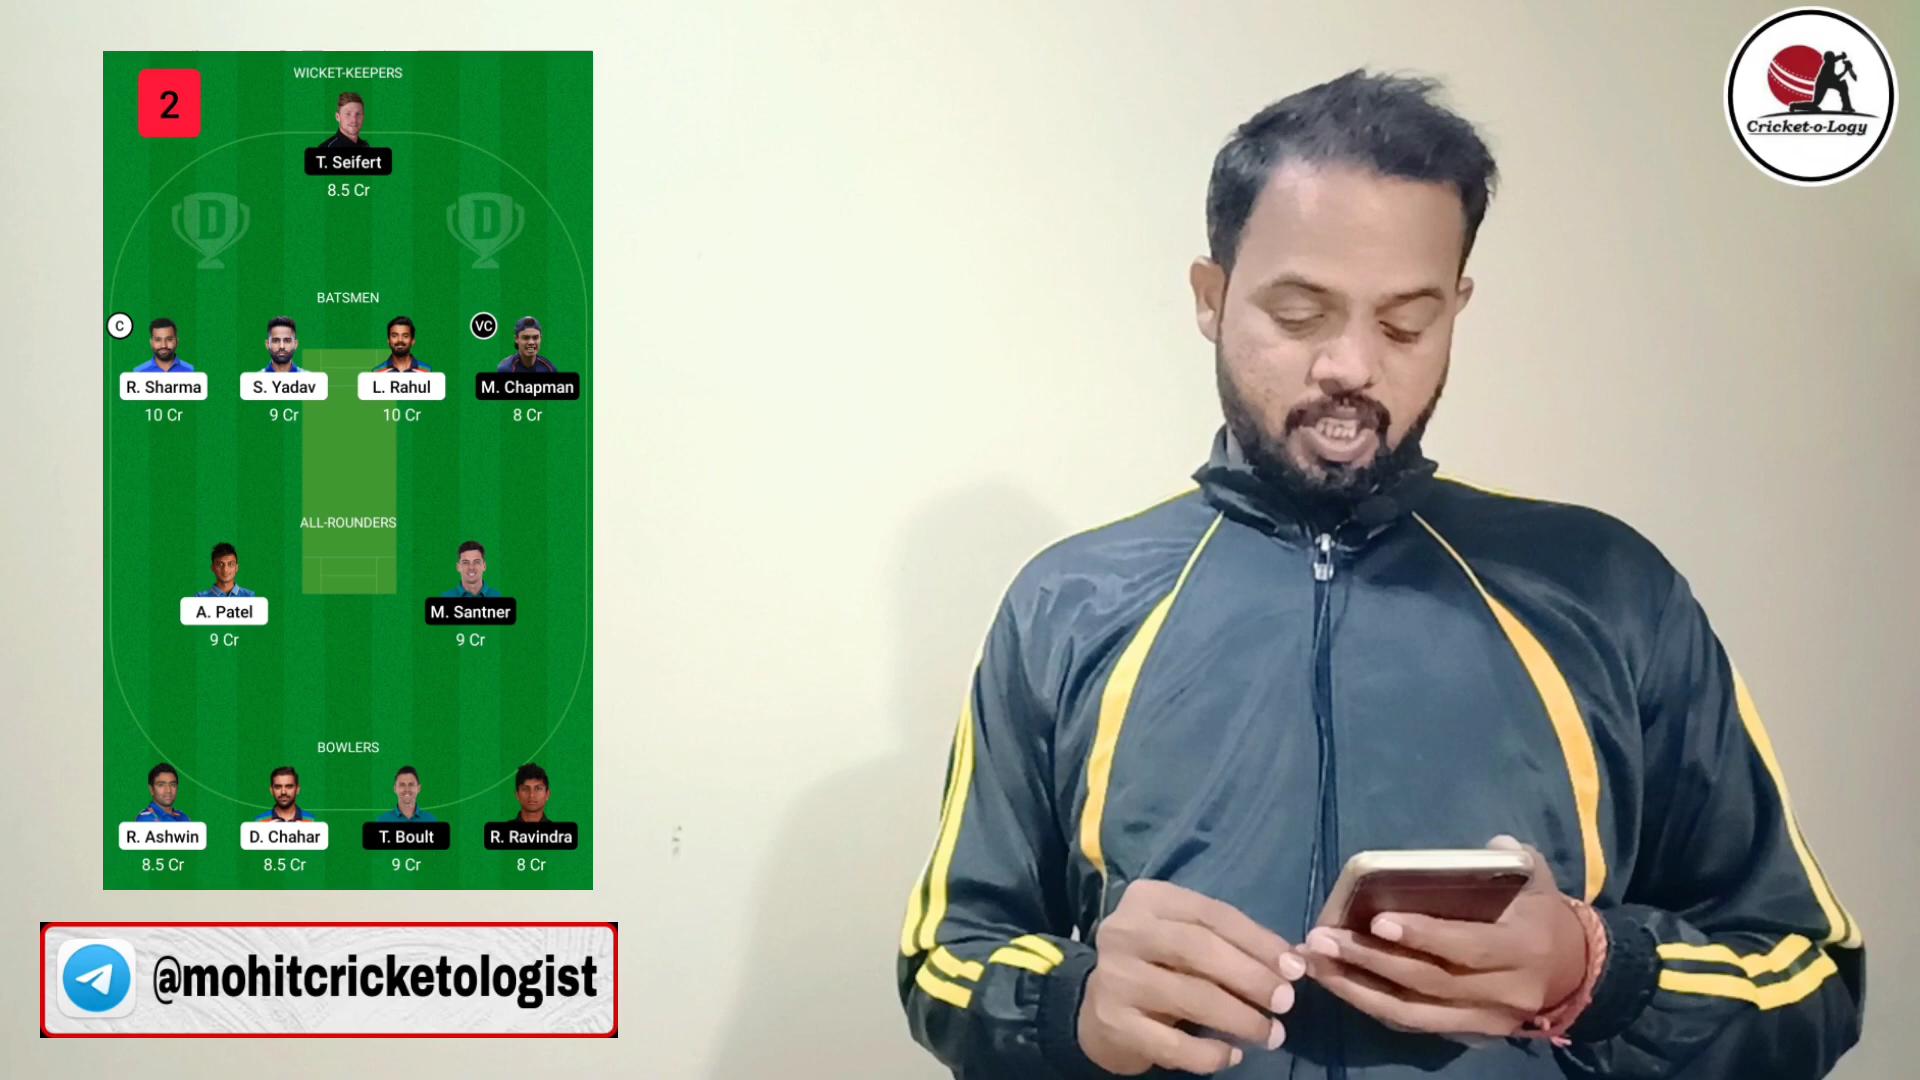 2
WICKET-KEEPERS
T. Seifert
8.5 Cr
D D
BATSMEN
C VC
R. Sharma S. Yadav L. Rahul M. Chapman
10 Cr 9 Cr 10 Cr 8 Cr
ALL-ROUNDERS
A. Patel M. Santner
9 Cr 9 Cr
BOWLERS
R. Ashwin D. Chahar T. Boult R. Ravindra
8.5 Cr 8.5 Cr 9 Cr 8 Cr
@mohitcricketologist
Cricket-o-Logy